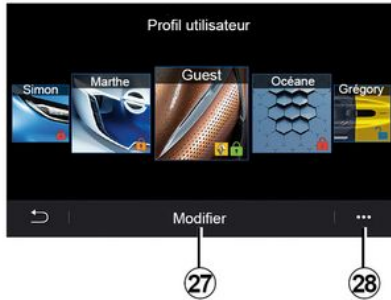 Profil utilisateur
Simon
Marthe
Guest
Océane
Grégory
Modifier
27
28